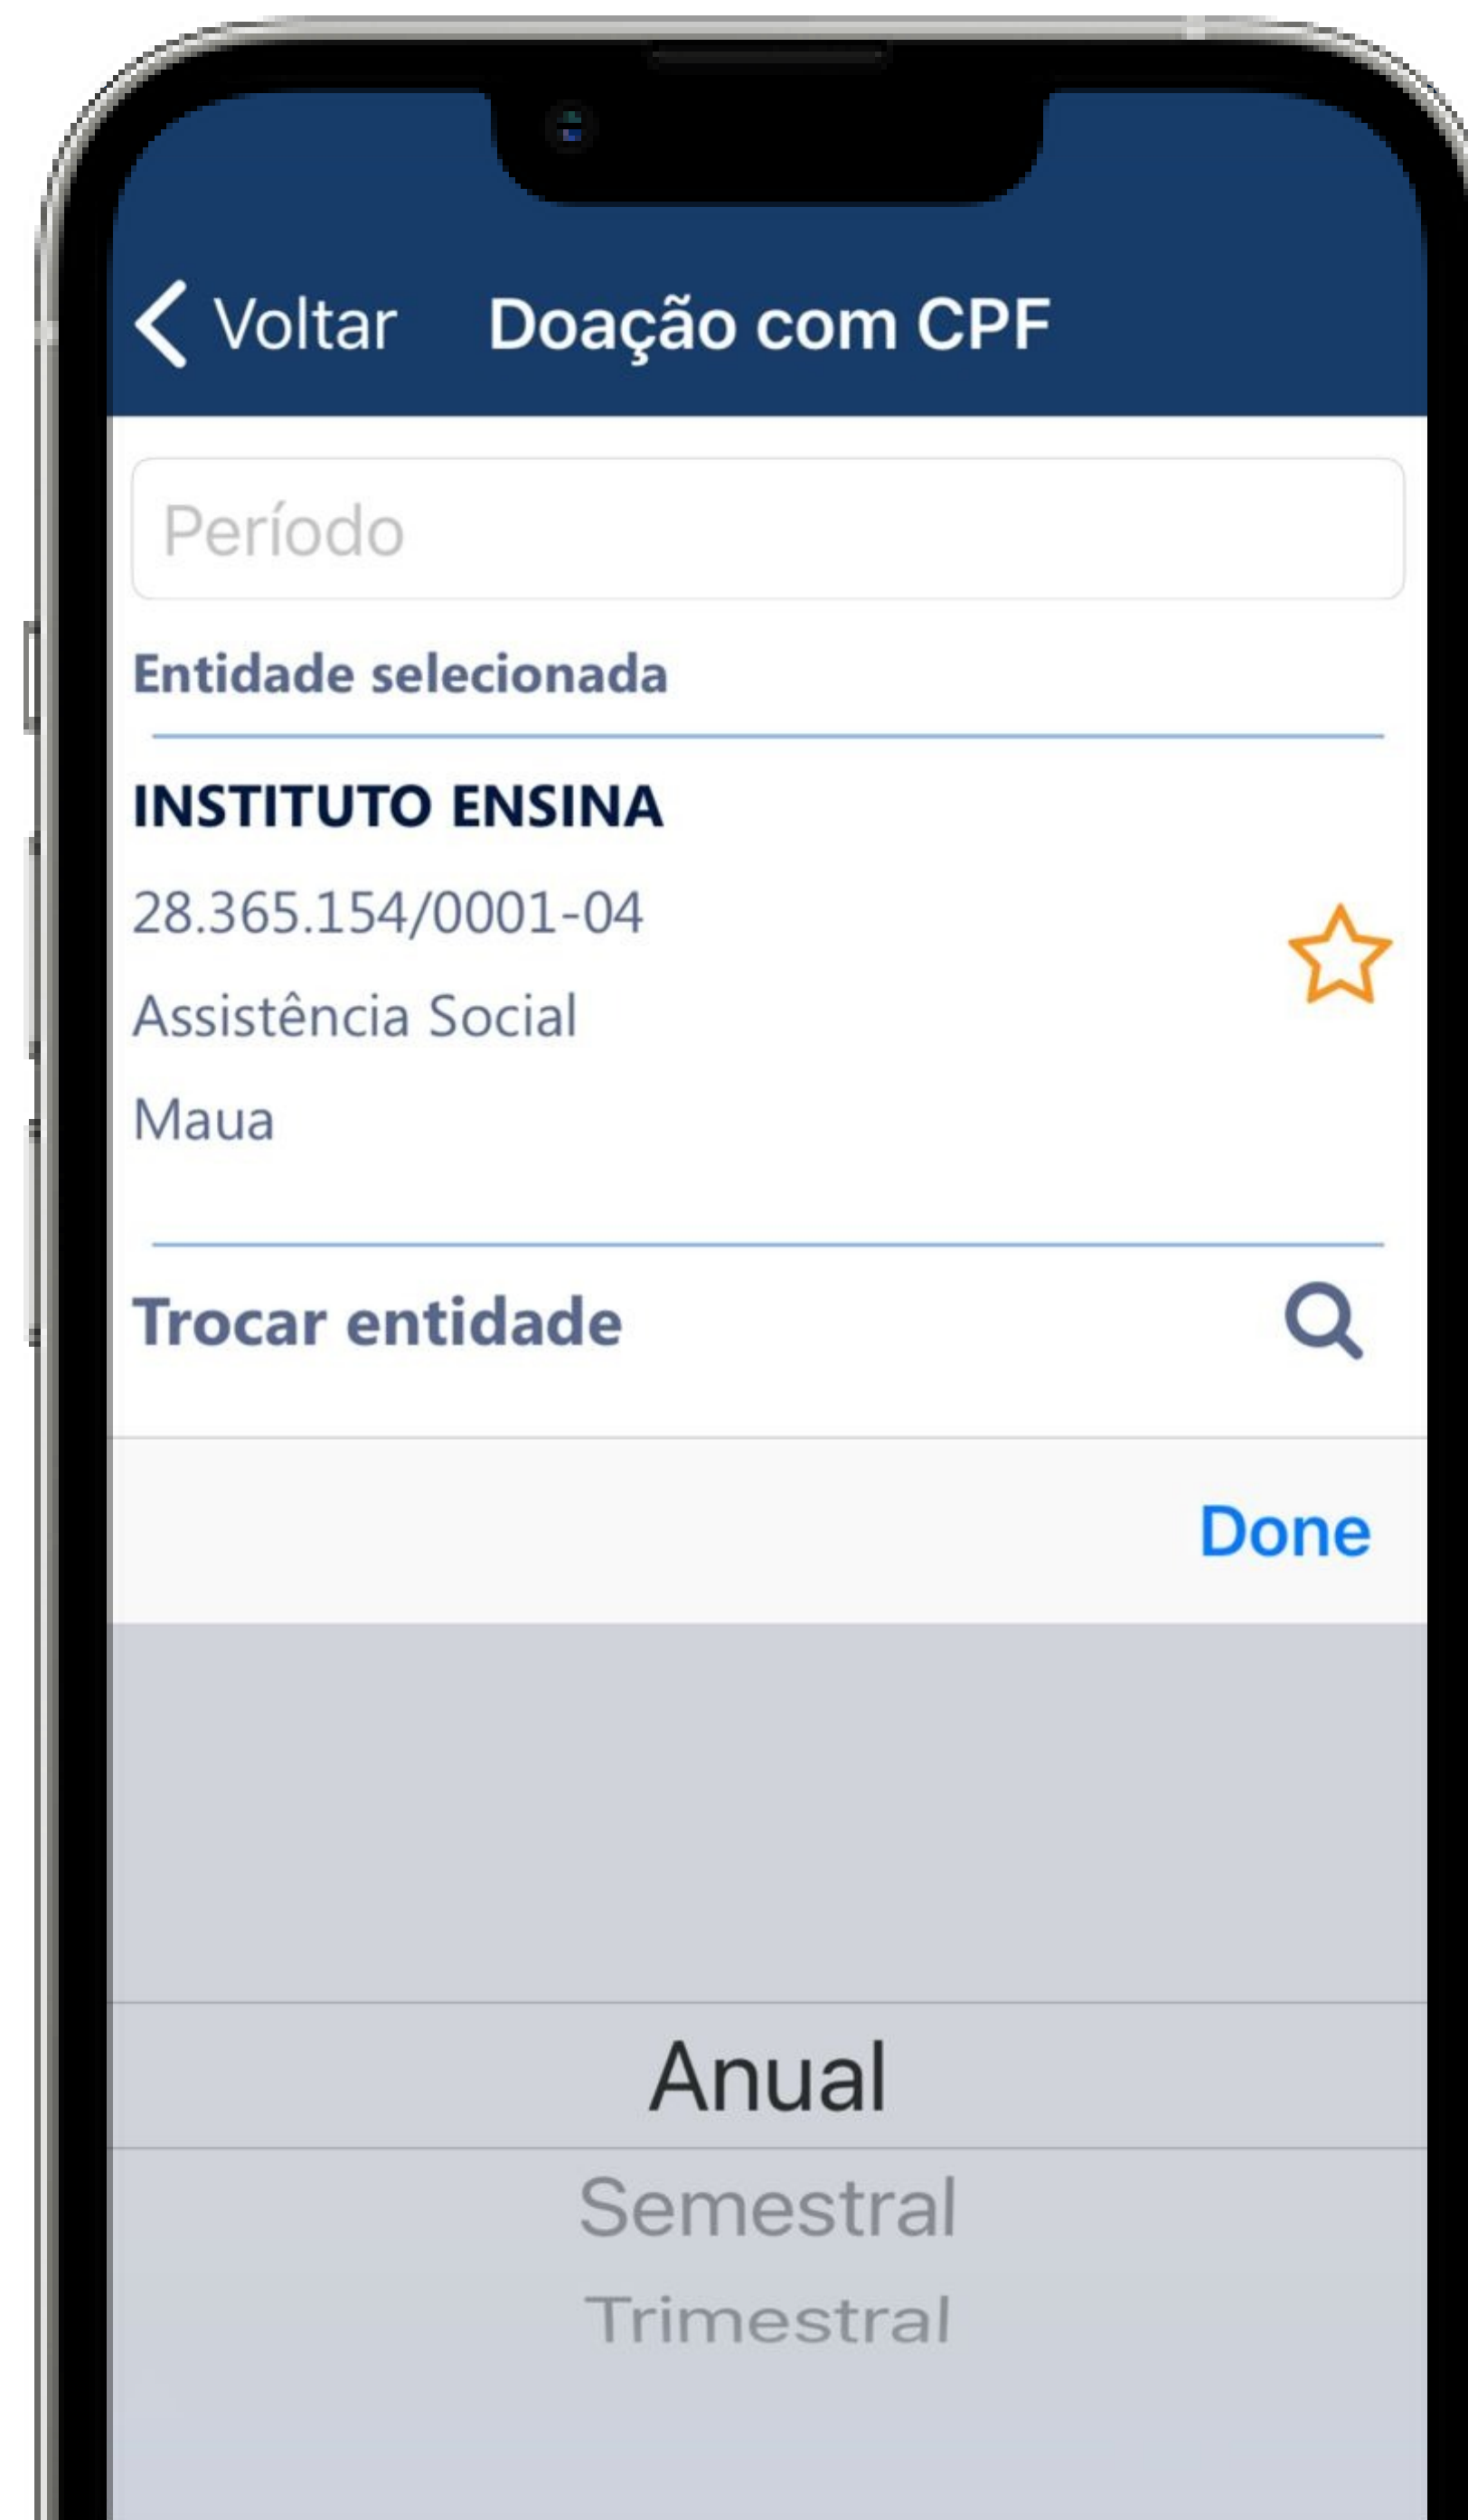 Voltar Doação com CPF
Período
Entidade selecionada
INSTITUTO ENSINA
28.365.154/0001-04
Assistência Social
Maua
Trocar entidade
Done
Anual
Semestral
Trimestral